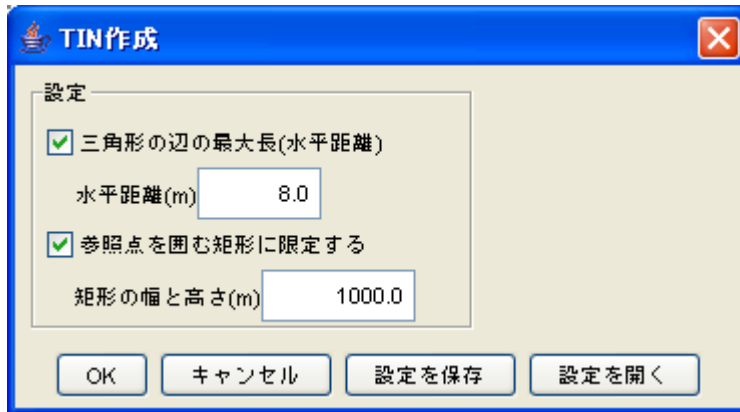 TIN作成
設定
三角形の辺の最大長(水平距離)
水平距離(m) 8.0
参照点を囲む矩形に限定する
矩形の幅と高さ(m) 1000.0
OK キャンセル 設定を保存 設定を開く